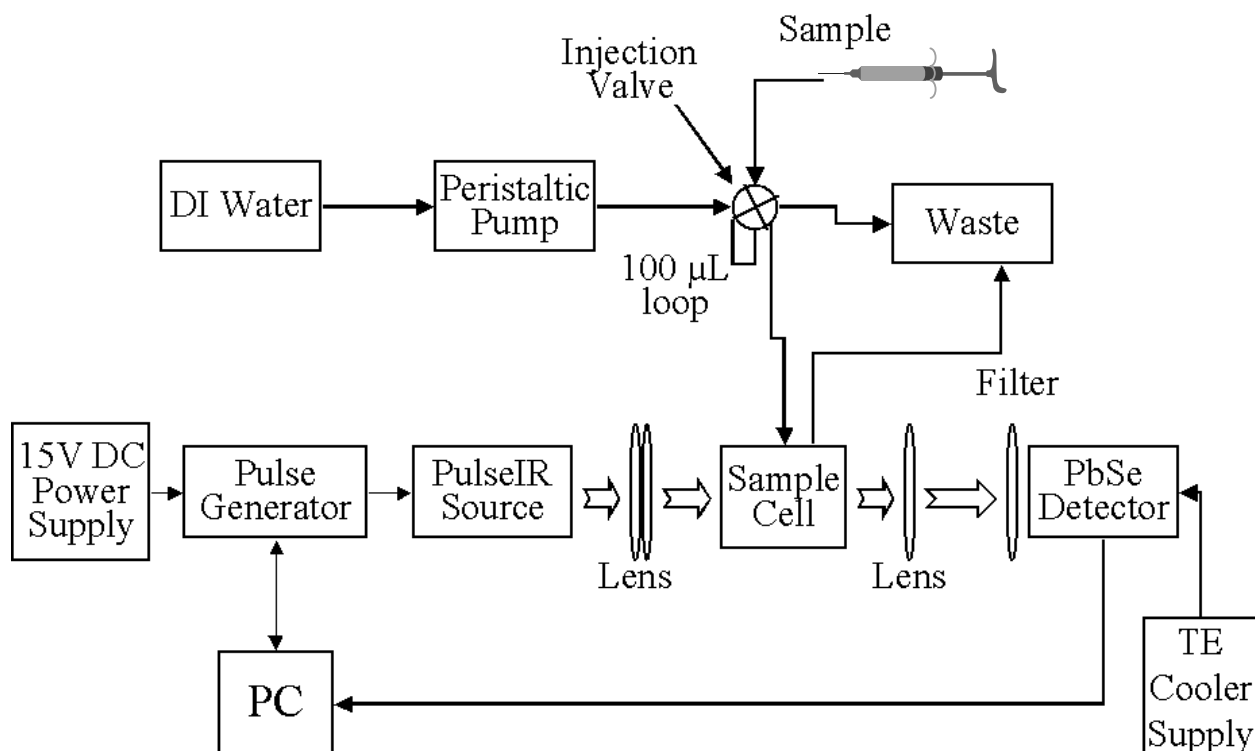 Sample
Injection
Valve
DI Water
Peristaltic
Pump
Waste
100 μL
loop
Filter
15V DC
Power
Supply
Pulse
Generator
PulseIR
Source
Sample
Cell
PbSe
Detector
Lens
Lens
PC
TE
Cooler
Supply